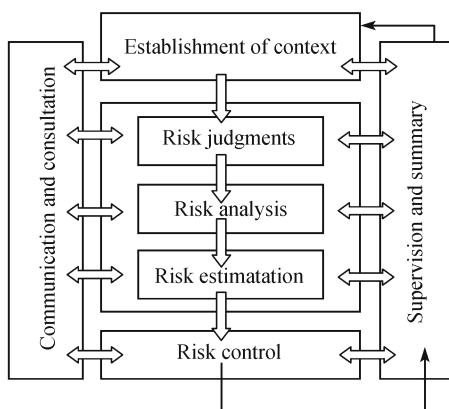 Establishment of context
Communication and consultation
Risk judgments
Risk analysis
Risk estimatation
Supervision and summary
Risk control